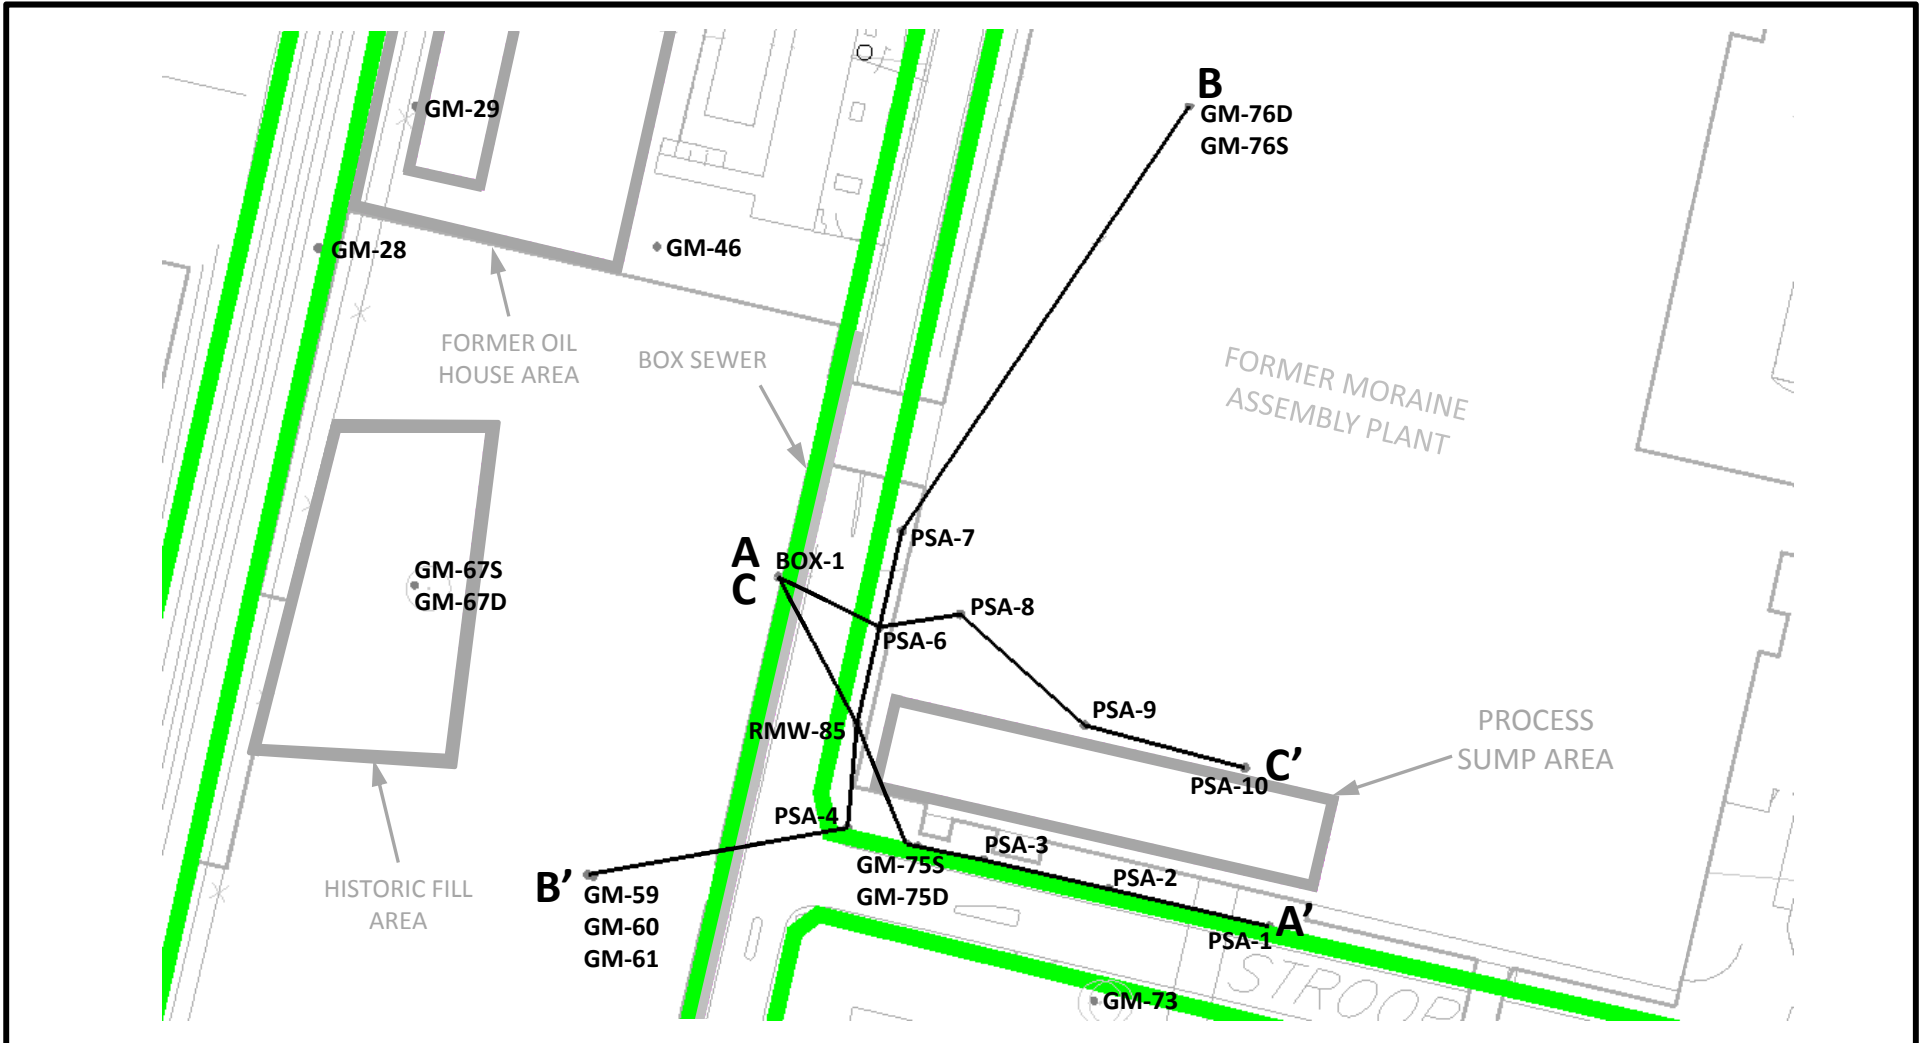 B
GM-76D
GM-76S
GM-29
GM-28
GM-46
FORMER OIL
HOUSE AREA
BOX SEWER
FORMER MORAINE
ASSEMBLY PLANT
PSA-7
A
BOX-1
C
GM-67S
GM-67D
PSA-8
PSA-6
PSA-9
RMW-85
PROCESS
SUMP AREA
C’
PSA-10
PSA-4
PSA-3
GM-75S
GM-75D
PSA-2
B’
GM-59
GM-60
GM-61
HISTORIC FILL
AREA
A’
PSA-1
GM-73
STROOP